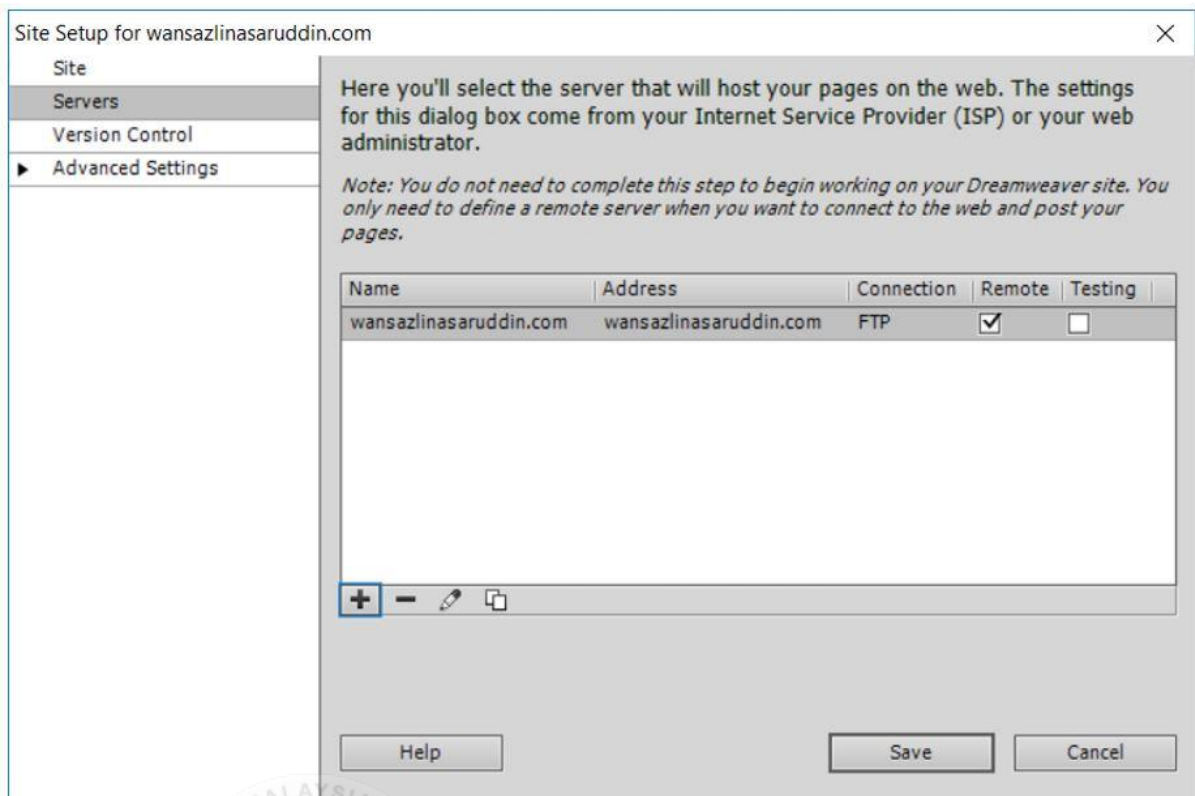 Site Setup for wansazlinasaruddin.com
Site
Servers
Version Control
Advanced Settings
Here you'll select the server that will host your pages on the web. The settings
for this dialog box come from your Internet Service Provider (ISP) or your web
administrator.
Note: You do not need to complete this step to begin working on your Dreamweaver site. You
only need to define a remote server when you want to connect to the web and post your
pages.
Name Address Connection Remote Testing
wansazlinasaruddin.com wansazlinasaruddin.com FTP
Help Save Cancel